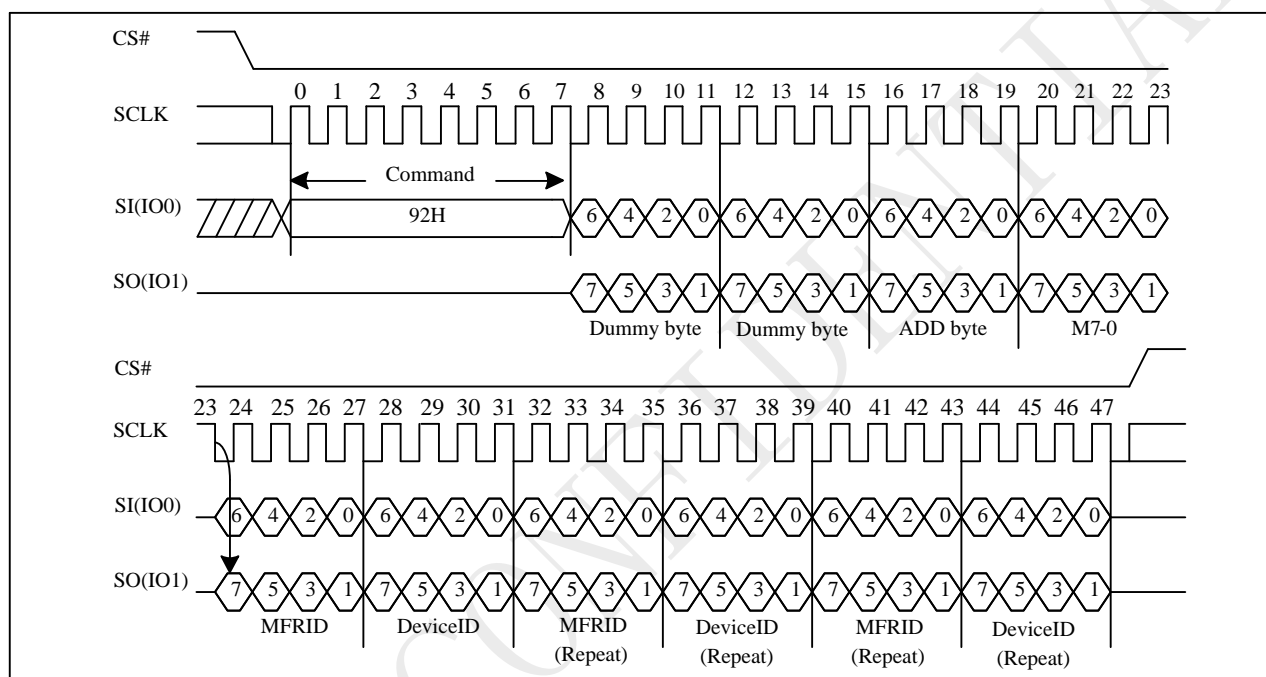 CS#
0 1 2 3 4 5 6 7 8 9 10 11 12 13 14 15 16 17 18 19 20 21 22 23
SCLK
Command
SI(IO0) 92H 6 4 2 0 6 4 2 0 6 4 2 0 6 4 2 0
SO(IO1) 7 5 3 1 7 5 3 1 7 5 3 1 7 5 3 1
Dummy byte Dummy byte ADD byte M7-0
CS#
23 24 25 26 27 28 29 30 31 32 33 34 35 36 37 38 39 40 41 42 43 44 45 46 47
SCLK
SI(IO0) 6 4 2 0 6 4 2 0 6 4 2 0 6 4 2 0 6 4 2 0 6 4 2 0
SO(IO1) 7 5 3 1 7 5 3 1 7 5 3 1 7 5 3 1 7 5 3 1 7 5 3 1
MFRID DeviceID MFRID DeviceID MFRID DeviceID
(Repeat) (Repeat) (Repeat) (Repeat)
CONFIDENTIA